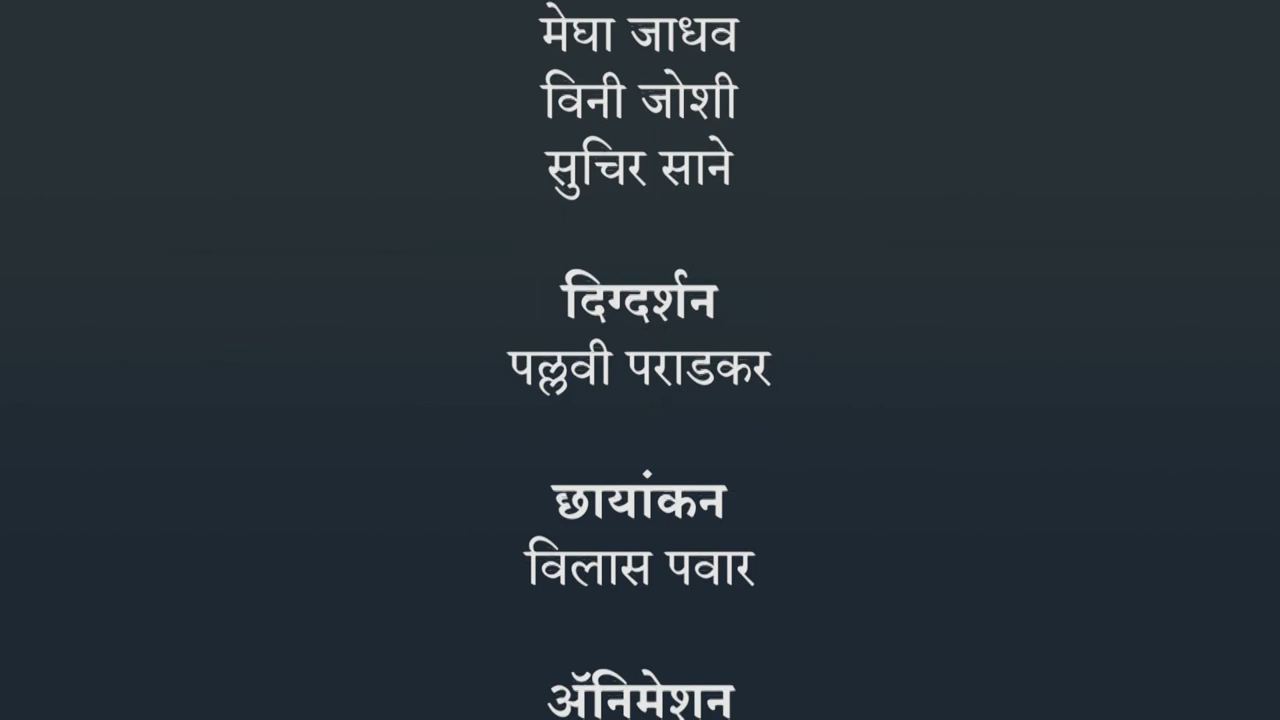 मेघा जाधव
विनी जोशी
सुचिर साने
दिग्दर्शन
पल्लवी पराडकर
छायांकन
विलास पवार
ॲनिमेशन